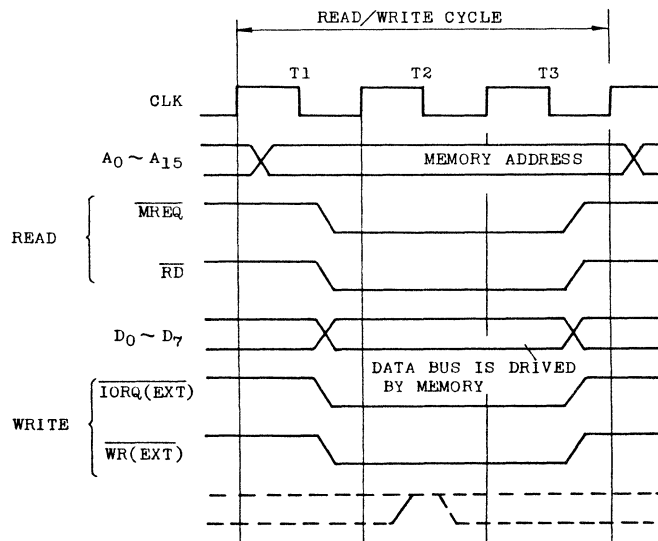 READ/WRITE CYCLE
T1 T2 T3
CLK
A0 ~ A15 MEMORY ADDRESS
MREQ
READ
RD
D0 ~ D7
DATA BUS IS DRIVED
BY MEMORY
IORQ(EXT)
WRITE
WR(EXT)